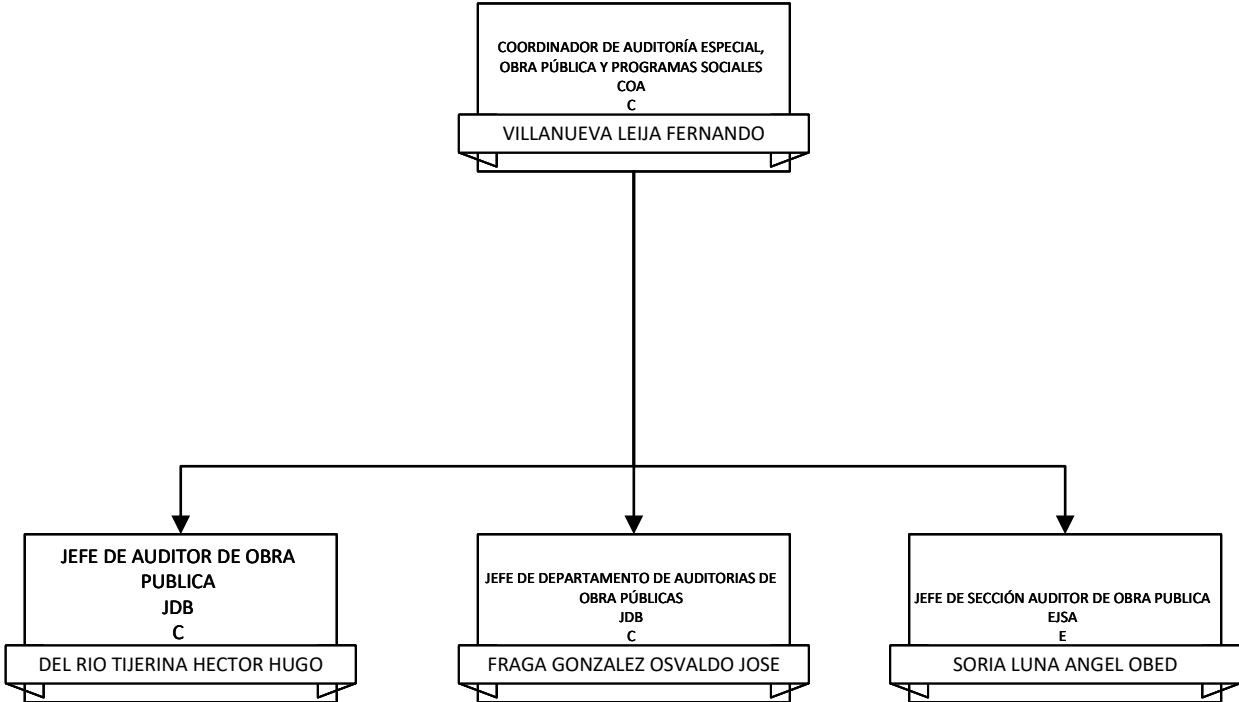 COORDINADOR DE AUDITORÍA ESPECIAL,
OBRA PÚBLICA Y PROGRAMAS SOCIALES
COA
C
VILLANUEVA LEIJA FERNANDO
JEFE DE AUDITOR DE OBRA
PUBLICA
JDB
C
DEL RIO TIJERINA HECTOR HUGO
JEFE DE DEPARTAMENTO DE AUDITORIAS DE
OBRA PÚBLICAS
JDB
C
FRAGA GONZALEZ OSVALDO JOSE
JEFE DE SECCIÓN AUDITOR DE OBRA PUBLICA
EJSA
E
SORIA LUNA ANGEL OBED